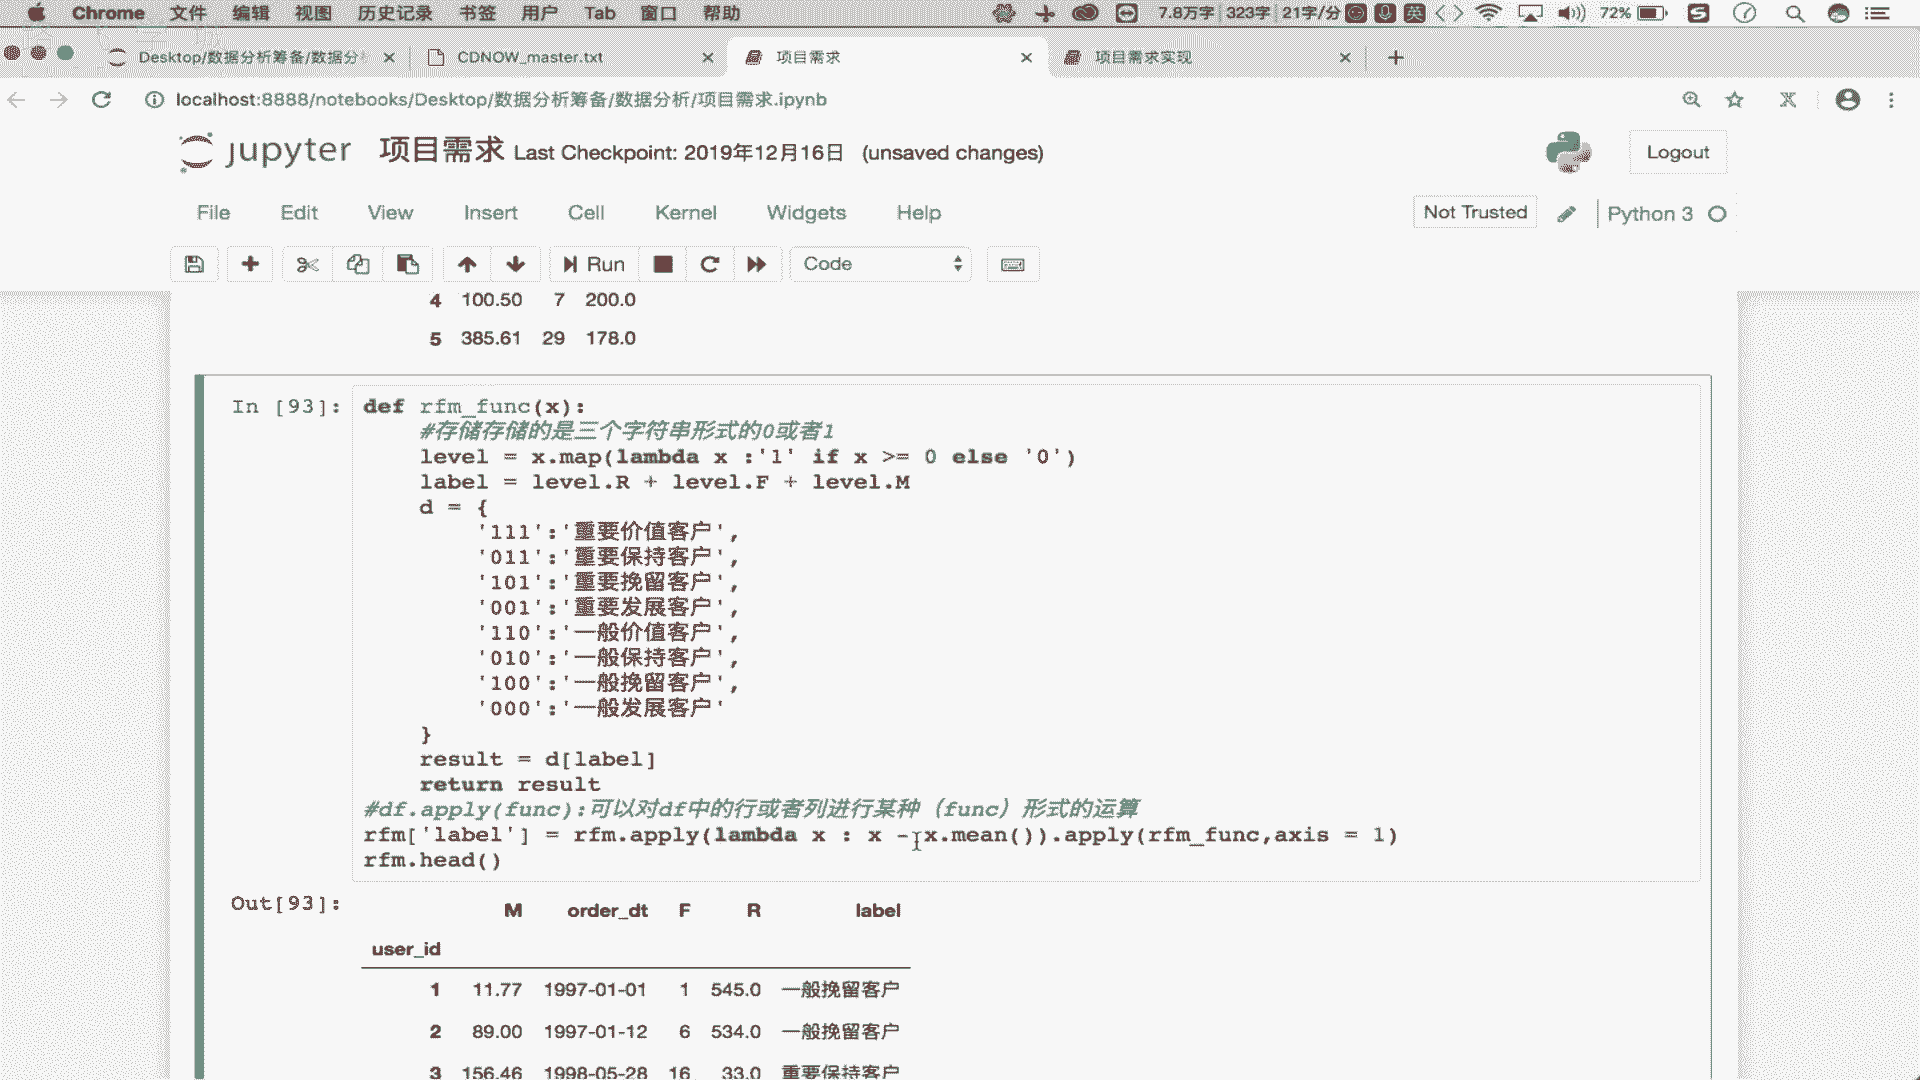 Chrome 文件 编辑 视图 历史记录 书签 用户 Tab 窗口 帮助 7.8万字 323字 21字/分 英 72%
Desktop/数据分析筹备/数据分 CDNOW_master.txt 项目需求 项目需求实现
localhost:8888/notebooks/Desktop/数据分析筹备/数据分析/项目需求.ipynb
jupyter 项目需求 Last Checkpoint: 2019年12月16日 (unsaved changes) Logout
File Edit View Insert Cell Kernel Widgets Help Not Trusted Python 3
Run Code
4 100.50 7 200.0
5 385.61 29 178.0
In [93]: def rfm_func(x):
#存储存储的是三个字符串形式的0或者1
level = x.map(lambda x :'1' if x >= 0 else '0')
label = level.R + level.F + level.M
d = {
'111':'重要价值客户',
'011':'重要保持客户',
'101':'重要挽留客户',
'001':'重要发展客户',
'110':'一般价值客户',
'010':'一般保持客户',
'100':'一般挽留客户',
'000':'一般发展客户'
}
result = d[label]
return result
#df.apply(func):可以对df中的行或者列进行某种（func）形式的运算
rfm['label'] = rfm.apply(lambda x : x - x.mean()).apply(rfm_func,axis = 1)
rfm.head()
Out[93]:
M order_dt F R label
user_id
1 11.77 1997-01-01 1 545.0 一般挽留客户
2 89.00 1997-01-12 6 534.0 一般挽留客户
3 156.46 1998-05-28 16 33.0 重要保持客户